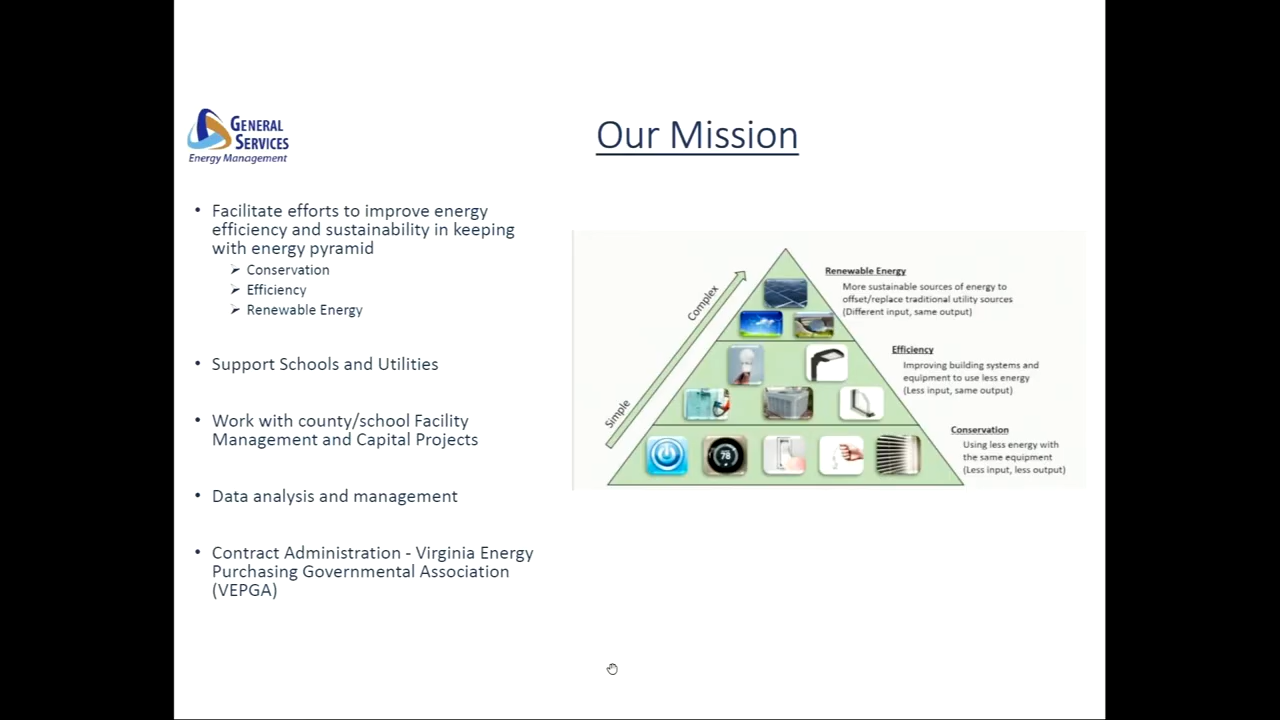 GENERAL
SERVICES
Energy Management
Our Mission
• Facilitate efforts to improve energy
efficiency and sustainability in keeping
with energy pyramid
➢ Conservation
➢ Efficiency
➢ Renewable Energy
• Support Schools and Utilities
• Work with county/school Facility
Management and Capital Projects
• Data analysis and management
• Contract Administration - Virginia Energy
Purchasing Governmental Association
(VEPGA)
Complex
Simple
Renewable Energy
More sustainable sources of energy to
offset/replace traditional utility sources
(Different input, same output)
Efficiency
Improving building systems and
equipment to use less energy
(Less input, same output)
Conservation
Using less energy with
the same equipment
(Less input, less output)
78